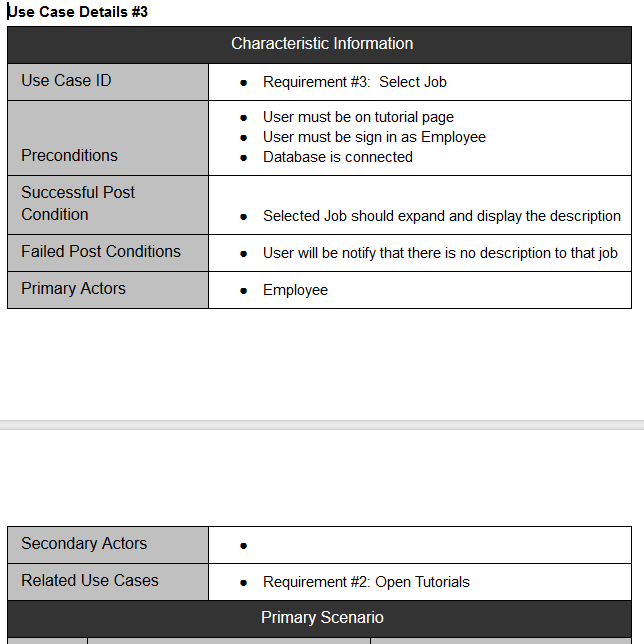 Use Case Details #3
Characteristic Information
Use Case ID
● Requirement #3:  Select Job
Preconditions
● User must be on tutorial page
● User must be sign in as Employee
● Database is connected
Successful Post
Condition
● Selected Job should expand and display the description
Failed Post Conditions
● User will be notify that there is no description to that job
Primary Actors
● Employee
Secondary Actors
●
Related Use Cases
● Requirement #2: Open Tutorials
Primary Scenario